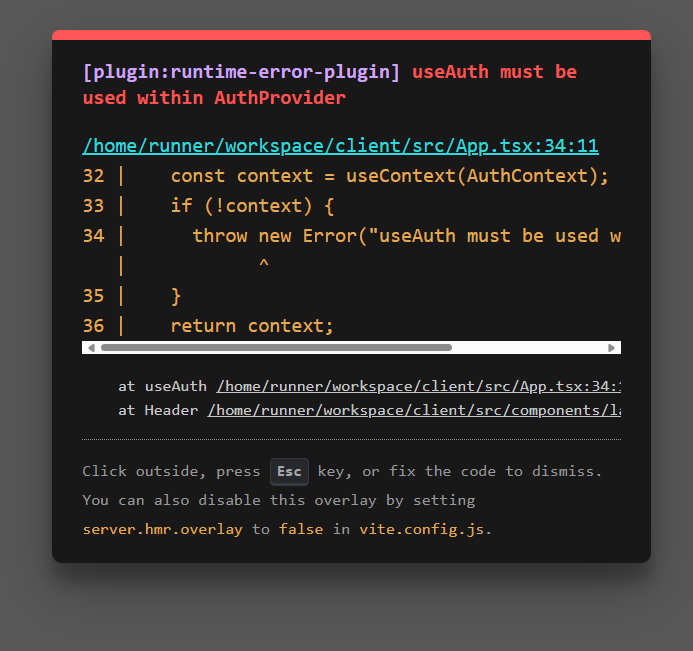 [plugin:runtime-error-plugin] useAuth must be
used within AuthProvider
/home/runner/workspace/client/src/App.tsx:34:11
32 |    const context = useContext(AuthContext);
33 |    if (!context) {
34 |      throw new Error("useAuth must be used w
|            ^
35 |    }
36 |    return context;
at useAuth /home/runner/workspace/client/src/App.tsx:34:
at Header /home/runner/workspace/client/src/components/la
Click outside, press Esc key, or fix the code to dismiss.
You can also disable this overlay by setting
server.hmr.overlay to false in vite.config.js.